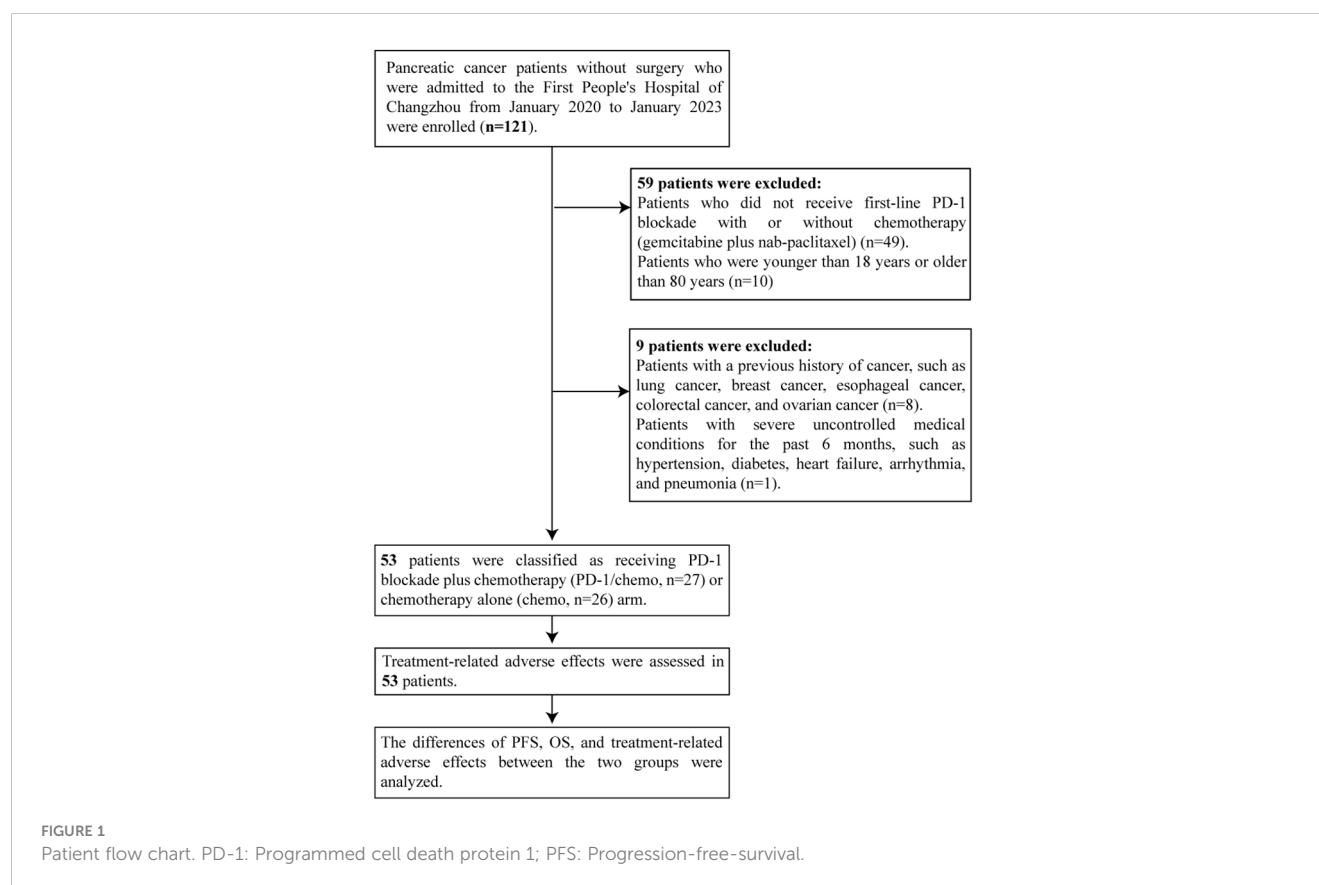 Pancreatic cancer patients without surgery who
were admitted to the First People's Hospital of
Changzhou from January 2020 to January 2023
were enrolled (n=121).
59 patients were excluded:
Patients who did not receive first-line PD-1
blockade with or without chemotherapy
(gemcitabine plus nab-paclitaxel) (n=49).
Patients who were younger than 18 years or older
than 80 years (n=10)
9 patients were excluded:
Patients with a previous history of cancer, such as
lung cancer, breast cancer, esophageal cancer,
colorectal cancer, and ovarian cancer (n=8).
Patients with severe uncontrolled medical
conditions for the past 6 months, such as
hypertension, diabetes, heart failure, arrhythmia,
and pneumonia (n=1).
53 patients were classified as receiving PD-1
blockade plus chemotherapy (PD-1/chemo, n=27) or
chemotherapy alone (chemo, n=26) arm.
Treatment-related adverse effects were assessed in
53 patients.
The differences of PFS, OS, and treatment-related
adverse effects between the two groups were
analyzed.
FIGURE 1
Patient flow chart. PD-1: Programmed cell death protein 1; PFS: Progression-free-survival.